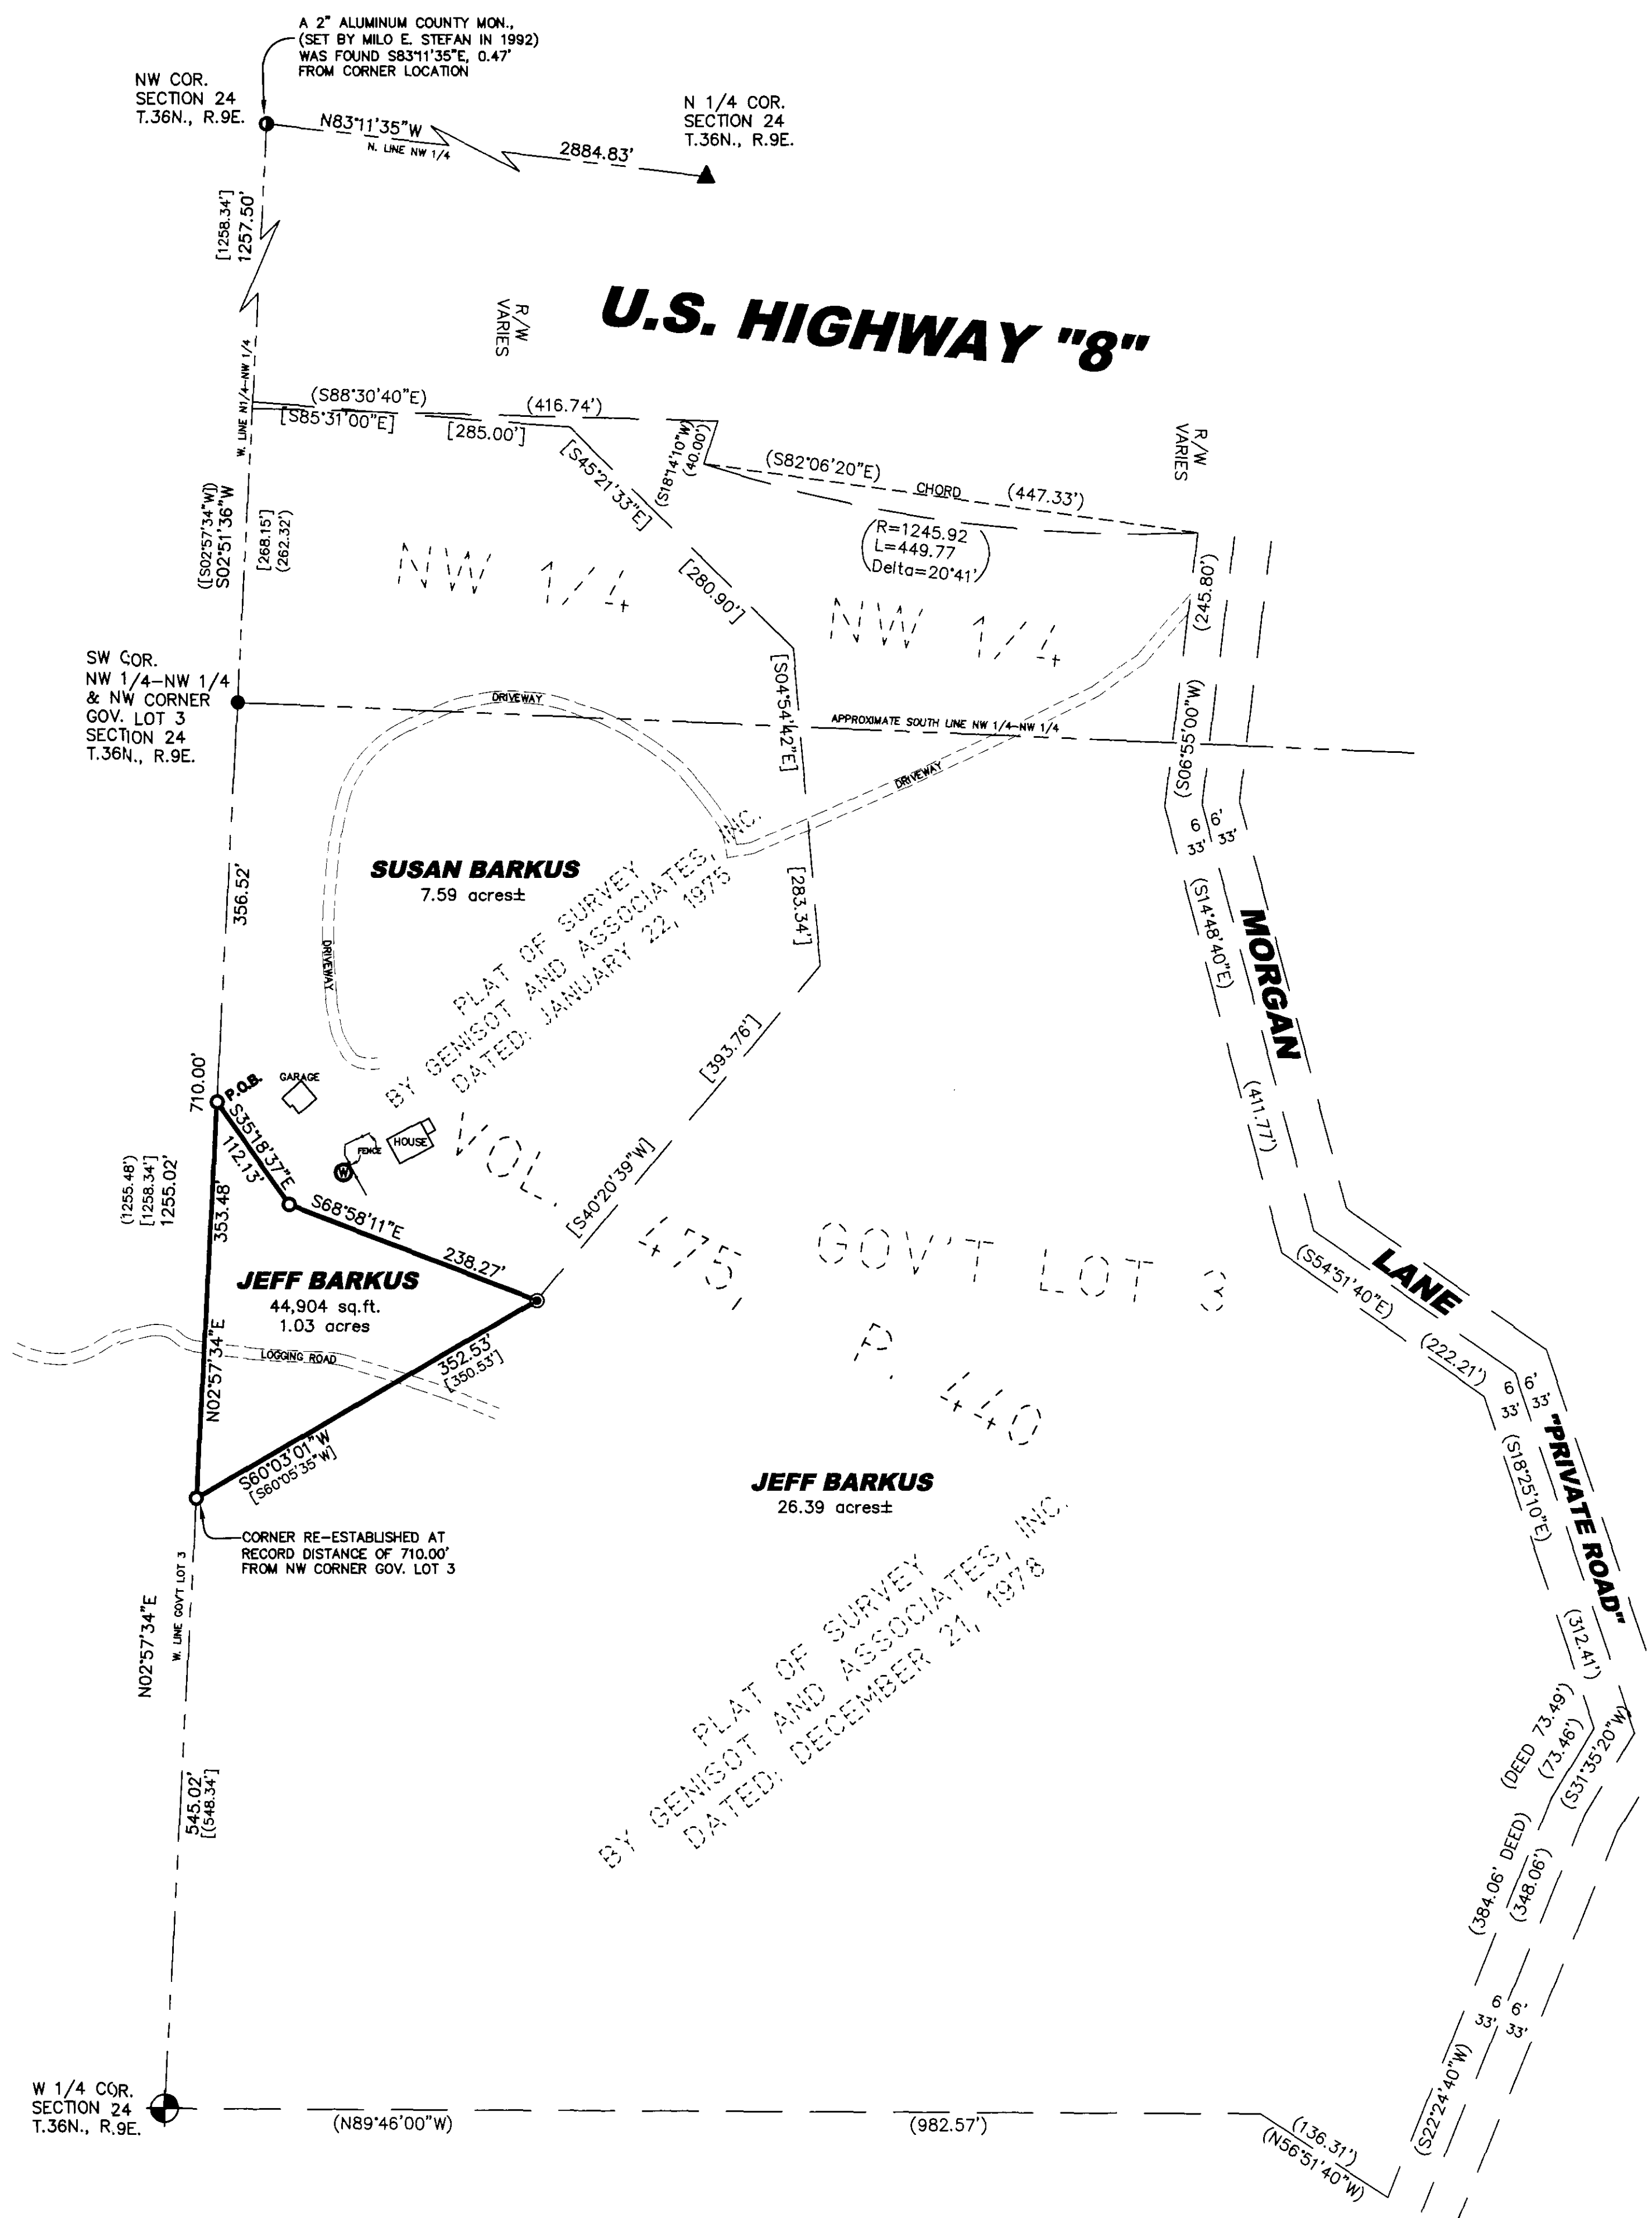 A 2" ALUMINUM COUNTY MON.,
(SET BY MILO E. STEFAN IN 1992)
WAS FOUND S83°11'35"E, 0.47'
FROM CORNER LOCATION
NW COR.
SECTION 24
T.36N., R.9E.
N83°11'35"W
N. LINE NW 1/4
2884.83'
N 1/4 COR.
SECTION 24
T.36N., R.9E.
[1258.34']
1257.50'
U.S. HIGHWAY "8"
R/W
VARIES
W. LINE N1/4-NW 1/4
(S88°30'40"E)
[S85°31'00"E]
(416.74')
[285.00']
(S18°14'10"W)
(40.00')
[S45°21'33"E]
[280.90']
(S82°06'20"E)
CHORD
(447.33')
(R=1245.92
L=449.77
Delta=20°41')
R/W
VARIES
(245.80')
([S02°57'34"W])
S02°51'36"W
[268.15']
(262.32')
NW 1/4
NW 1/4
SW COR.
NW 1/4-NW 1/4
& NW CORNER
GOV. LOT 3
SECTION 24
T.36N., R.9E.
DRIVEWAY
[S04°54'42"E]
APPROXIMATE SOUTH LINE NW 1/4-NW 1/4
(S06°55'00"W)
DRIVEWAY
6 6'
33' 33'
356.52'
SUSAN BARKUS
7.59 acres±
[283.34']
DRIVEWAY
PLAT OF SURVEY
BY GENISOT AND ASSOCIATES, INC.
DATED: JANUARY 22, 1975
(S14°48'40"E)
MORGAN
(411.77')
[393.76']
[S40°20'39"W]
710.00'
P.O.B.
GARAGE
HOUSE
FENCE
W
S35°18'37"E
112.13'
S68°58'11"E
238.27'
(1255.48')
[1258.34']
1255.02'
353.48'
VOL. 475,
P. 440
GOV'T LOT 3
JEFF BARKUS
44,904 sq.ft.
1.03 acres
N02°57'34"E
LOGGING ROAD
352.53'
[350.53']
S60°03'01"W
[S60°05'35"W]
LANE
(S54°51'40"E)
(222.21')
6 6'
33' 33'
"PRIVATE ROAD"
(S18°25'10"E)
(312.41')
JEFF BARKUS
26.39 acres±
CORNER RE-ESTABLISHED AT
RECORD DISTANCE OF 710.00'
FROM NW CORNER GOV. LOT 3
W. LINE GOV'T LOT 3
N02°57'34"E
PLAT OF SURVEY
BY GENISOT AND ASSOCIATES, INC.
DATED: DECEMBER 21, 1978
(DEED 73.49')
(73.46')
(S31°35'20"W)
545.02'
[(548.34']
(384.06' DEED)
(348.06')
6 6'
33' 33'
(S22°24'40"W)
W 1/4 COR.
SECTION 24
T.36N., R.9E.
(N89°46'00"W)
(982.57')
(136.31')
(N56°51'40"W)